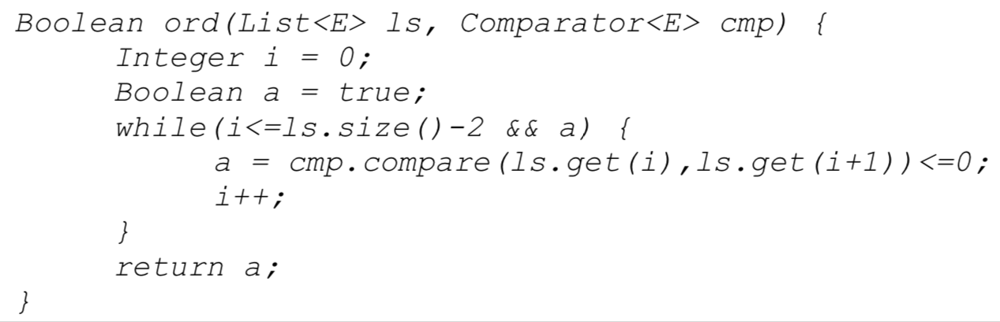 Boolean ord(List<E> ls, Comparator<E> cmp) {
Integer i = 0;
Boolean a = true;
while(i<=ls.size()-2 && a) {
a = cmp.compare(ls.get(i),ls.get(i+1))<=0;
i++;
}
return a;
}